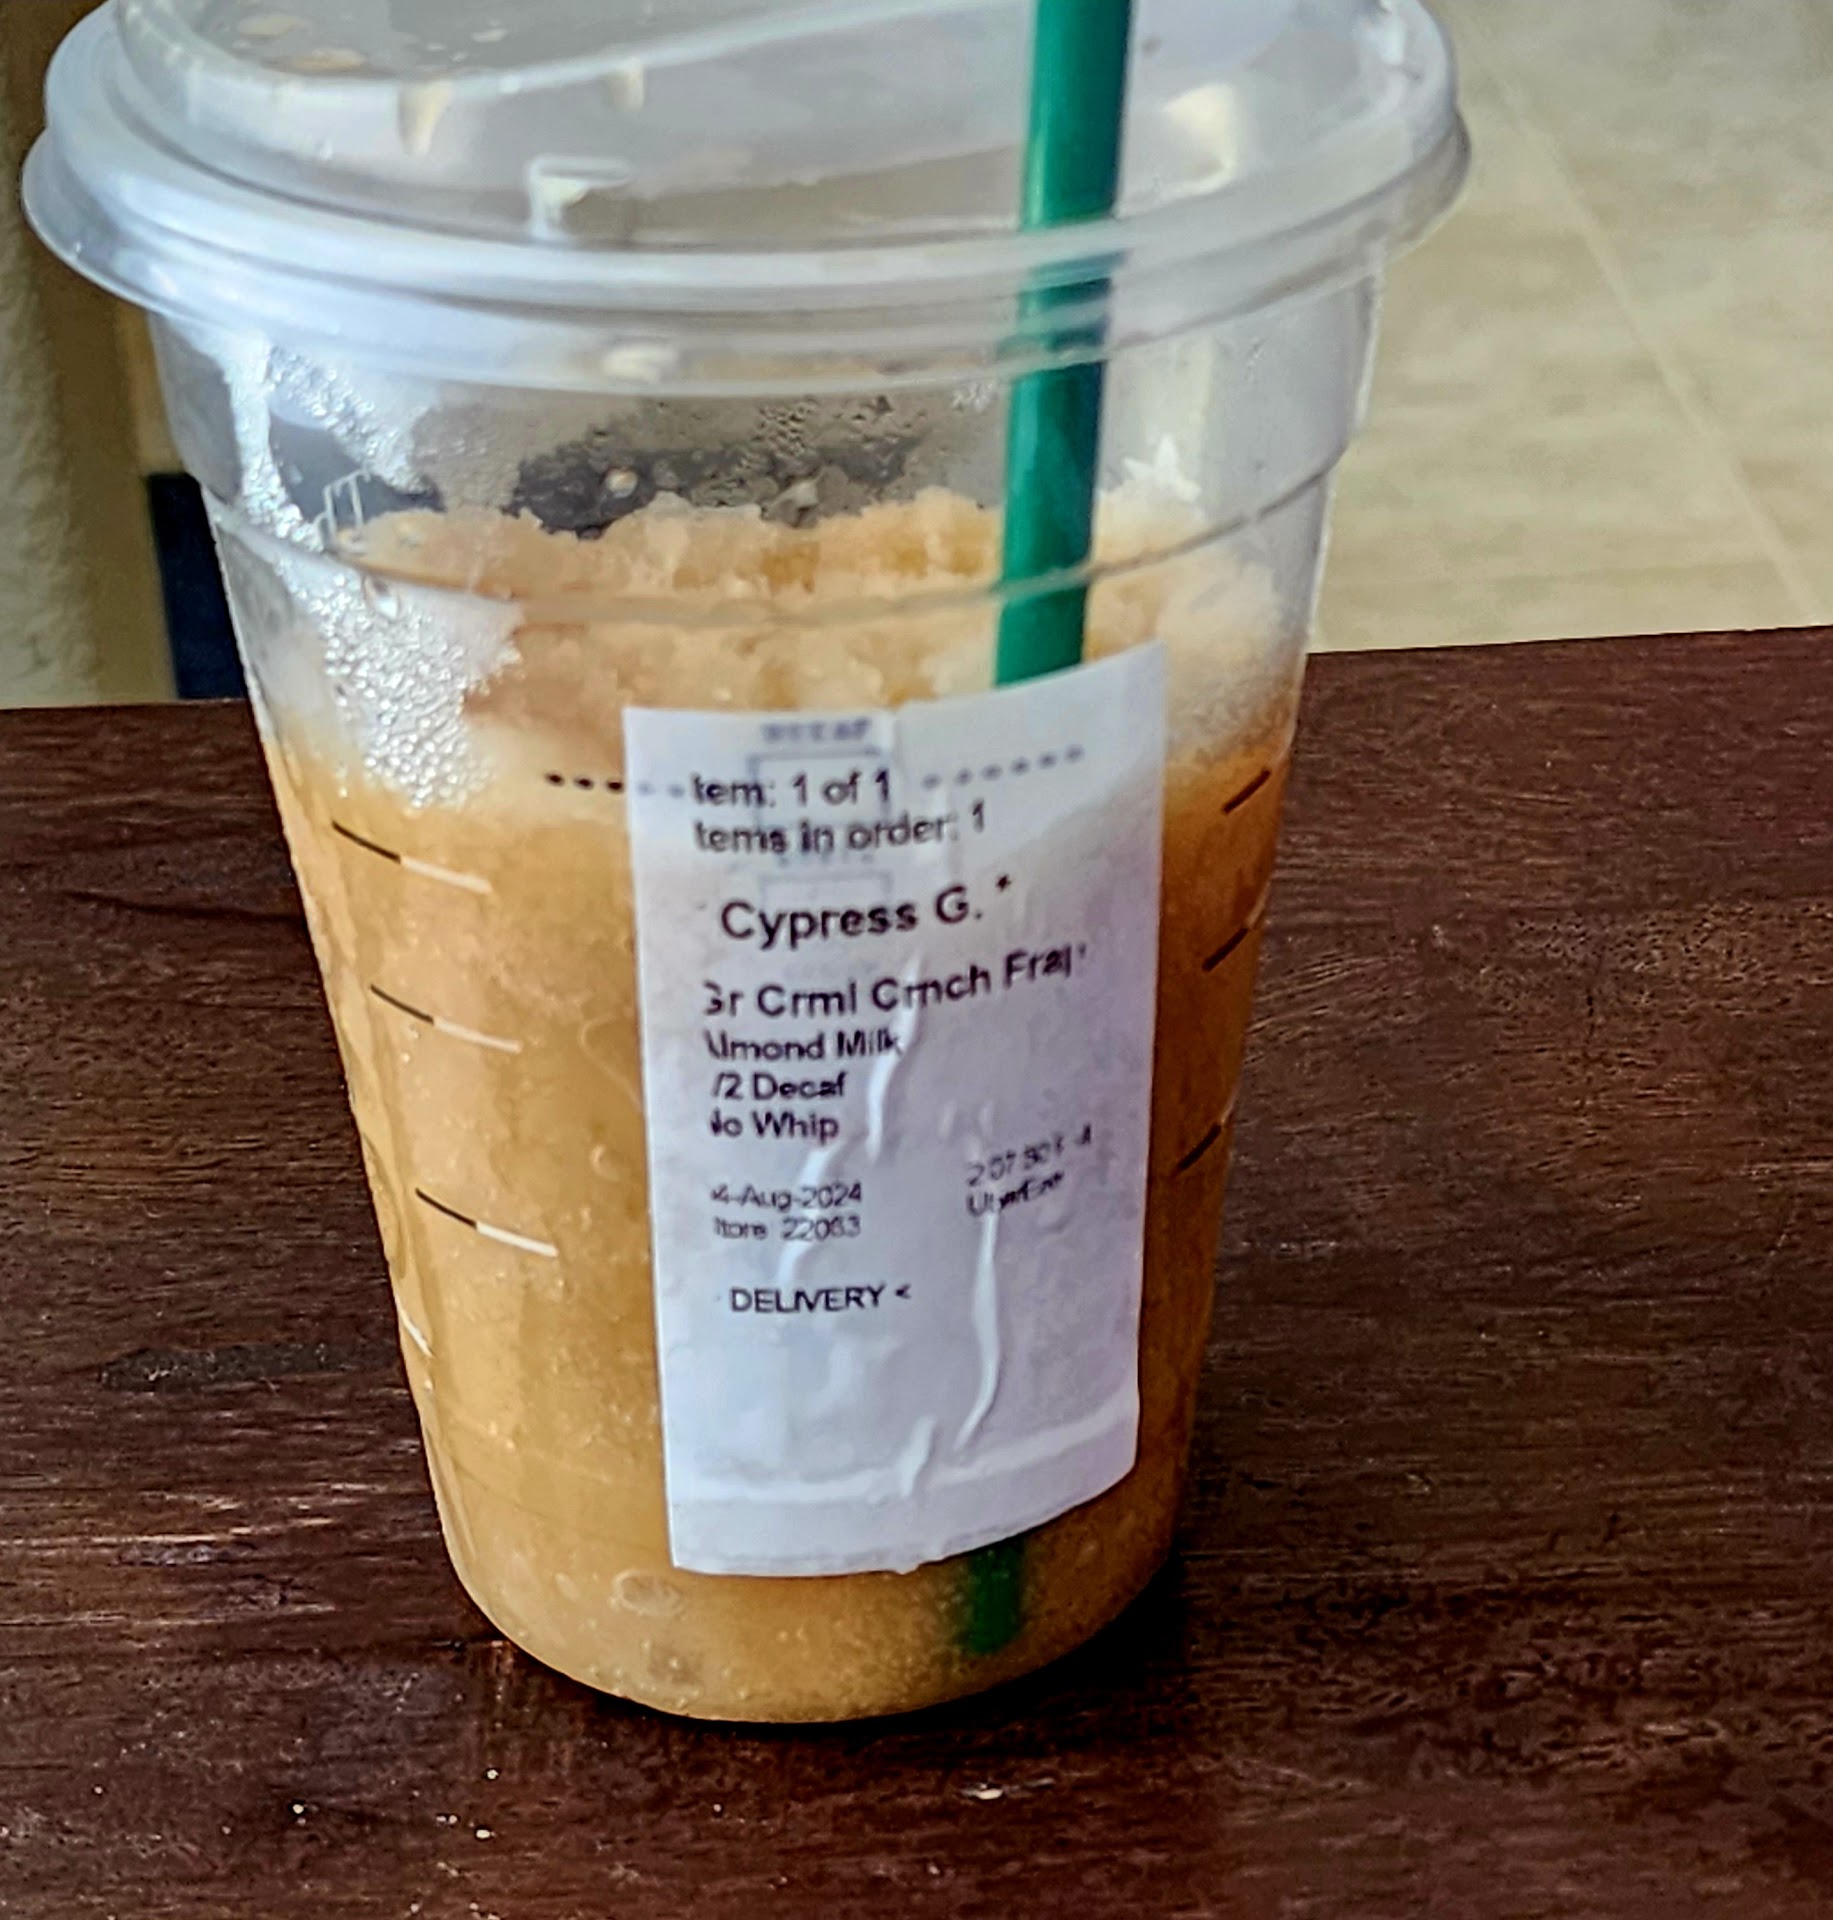 tem: 1 of 1
tems in order: 1
Cypress G. *
Gr Crml Crnch Frap
Almond Milk
/2 Decaf
No Whip
4-Aug-2024
tore 22063
UberEats
DELIVERY <